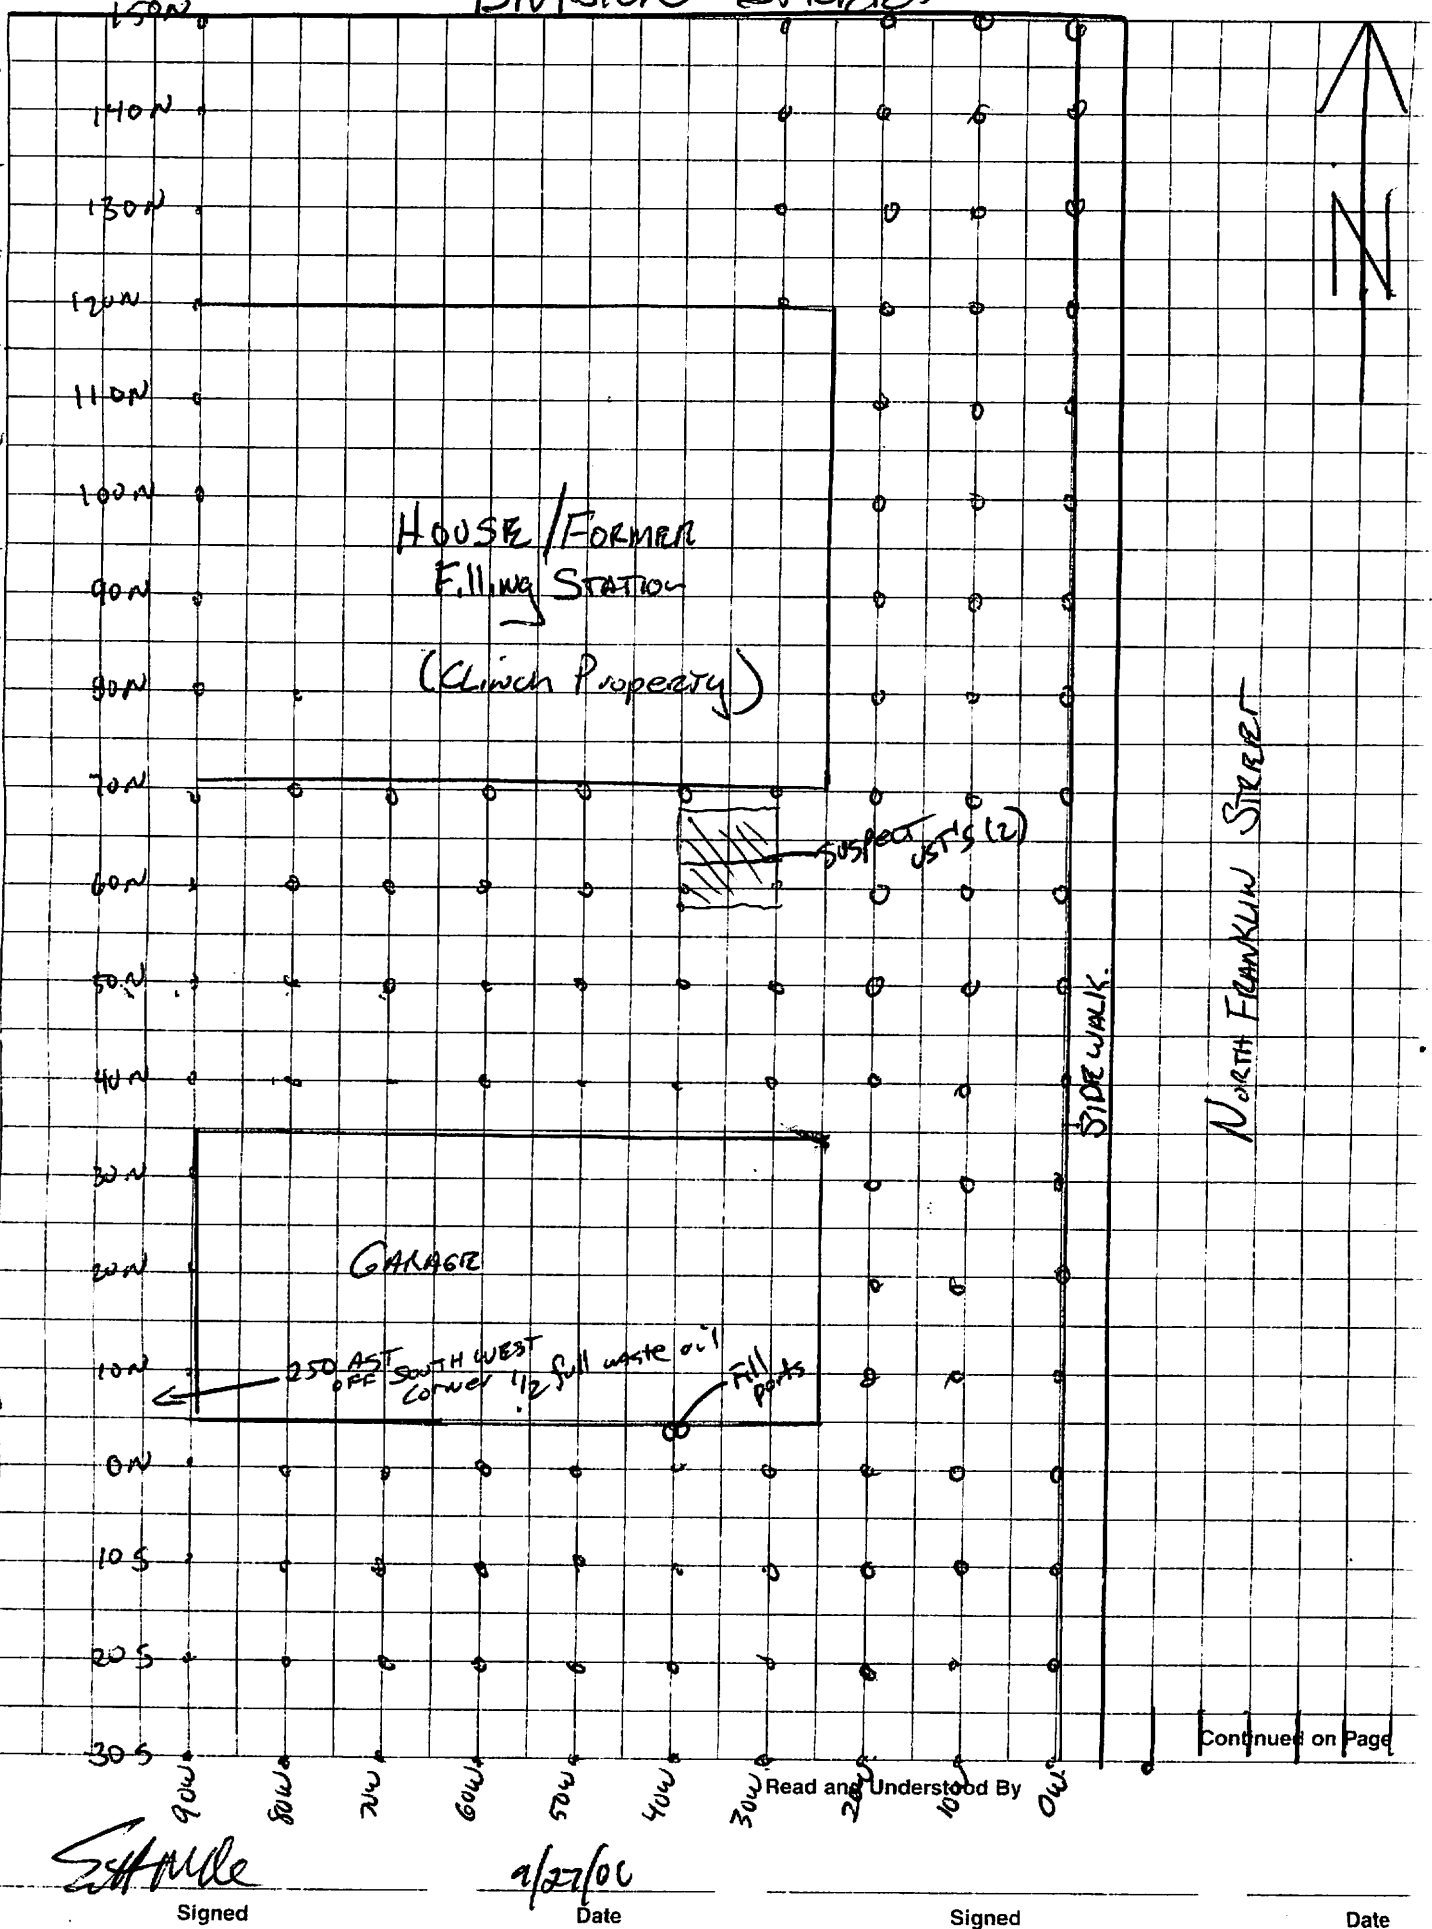 150N
140N
130N
120N
110N
100N
HOUSE/FORMER
Filling STATION
90N
(Clinch Property)
80N
70N
SUSPECT UST'S (2)
60N
50N
40N
SIDEWALK.
NORTH FRANKLIN STREET
N
30N
GARAGE
20N
250 AST SOUTH WEST
OFF corner 1/2 full waste oil
Fill
ports
10N
0N
10S
20S
30S
Continued on Page
90W 80W 70W 60W 50W 40W 30W 20W 10W 0W
Read and Understood By
Signed
Date
Signed
Date